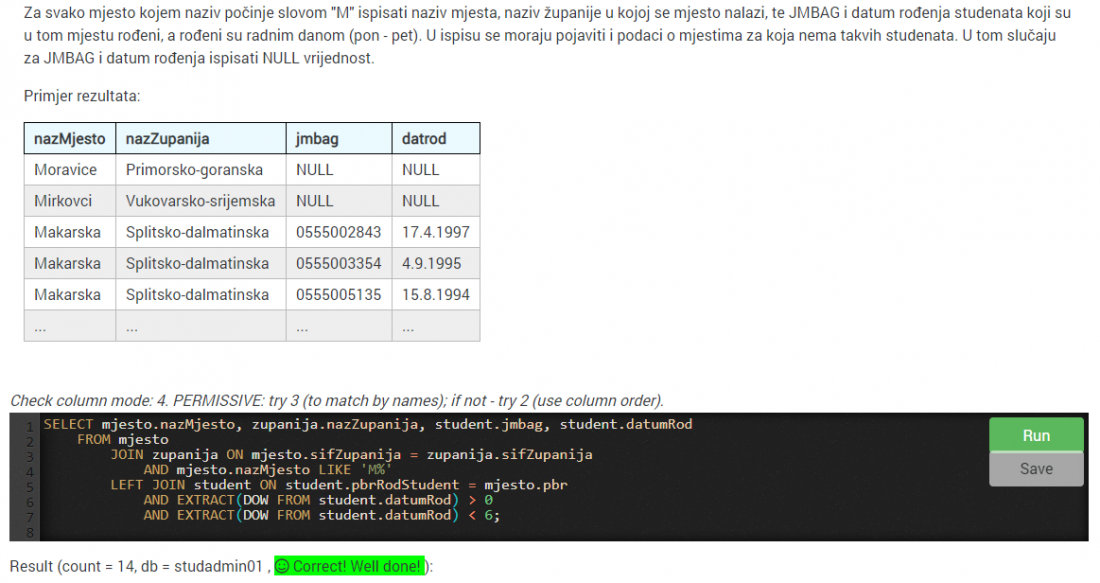 Za svako mjesto kojem naziv počinje slovom "M" ispisati naziv mjesta, naziv županije u kojoj se mjesto nalazi, te JMBAG i datum rođenja studenata koji su
u tom mjestu rođeni, a rođeni su radnim danom (pon - pet). U ispisu se moraju pojaviti i podaci o mjestima za koja nema takvih studenata. U tom slučaju
za JMBAG i datum rođenja ispisati NULL vrijednost.
Primjer rezultata:
nazMjesto nazZupanija jmbag datrod
Moravice Primorsko-goranska NULL NULL
Mirkovci Vukovarsko-srijemska NULL NULL
Makarska Splitsko-dalmatinska 0555002843 17.4.1997
Makarska Splitsko-dalmatinska 0555003354 4.9.1995
Makarska Splitsko-dalmatinska 0555005135 15.8.1994
... ... ... ...
Check column mode: 4. PERMISSIVE: try 3 (to match by names); if not - try 2 (use column order).
1 SELECT mjesto.nazMjesto, zupanija.nazZupanija, student.jmbag, student.datumRod
2 FROM mjesto
3 JOIN zupanija ON mjesto.sifZupanija = zupanija.sifZupanija
4 AND mjesto.nazMjesto LIKE 'M%'
5 LEFT JOIN student ON student.pbrRodStudent = mjesto.pbr
6 AND EXTRACT(DOW FROM student.datumRod) > 0
7 AND EXTRACT(DOW FROM student.datumRod) < 6;
8
Run
Save
Result (count = 14, db = studadmin01 , Correct! Well done! ):